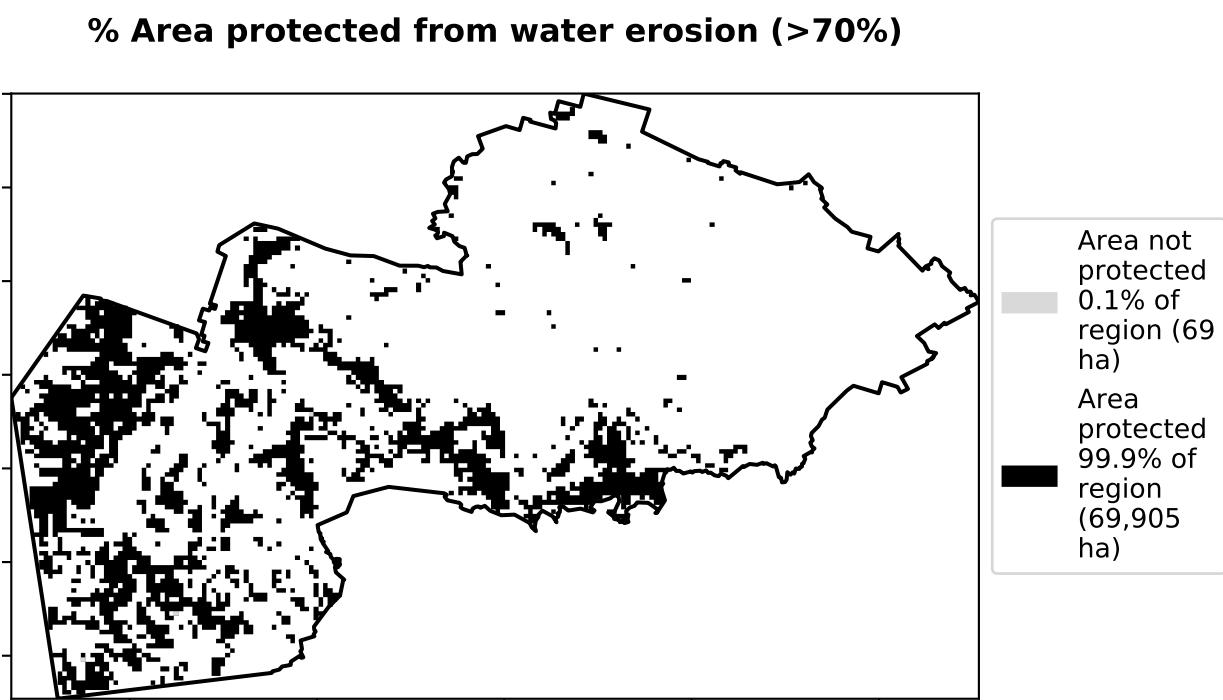 % Area protected from water erosion (>70%)
Area not
protected
0.1% of
region (69
ha)
Area
protected
99.9% of
region
(69,905
ha)